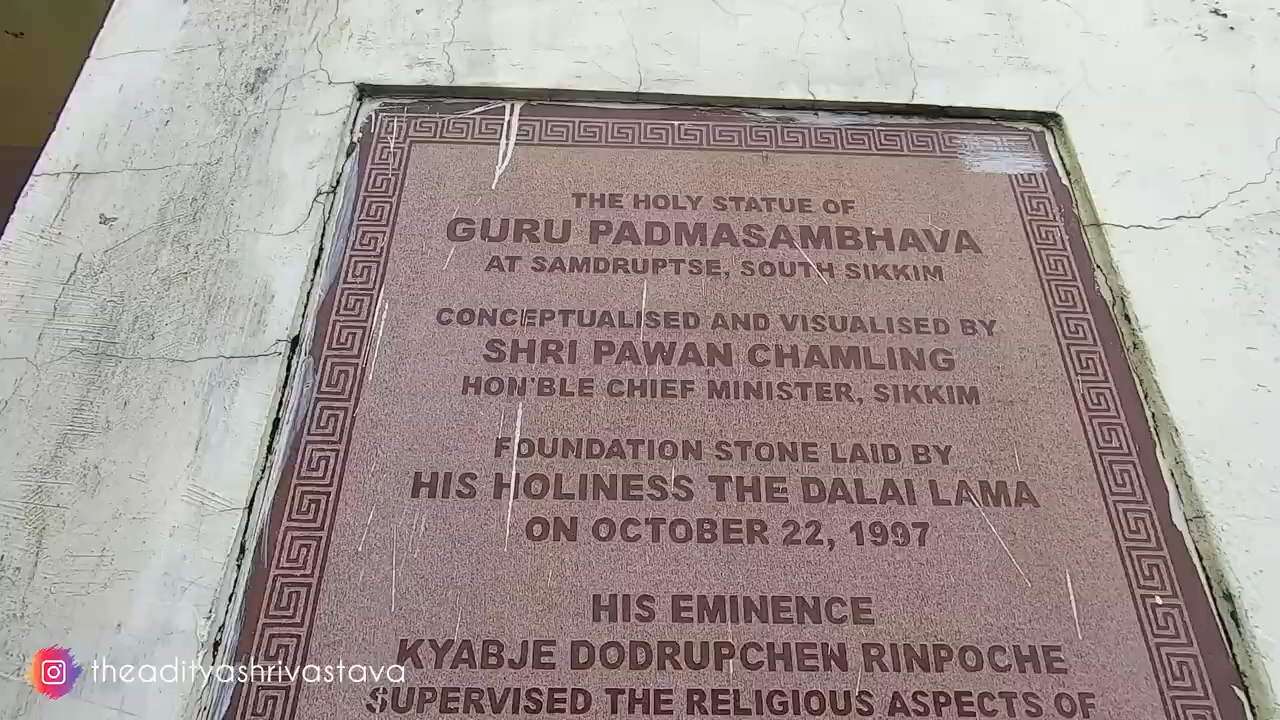 THE HOLY STATUE OF
GURU PADMASAMBHAVA
AT SAMDRUPTSE, SOUTH SIKKIM
CONCEPTUALISED AND VISUALISED BY
SHRI PAWAN CHAMLING
HON'BLE CHIEF MINISTER, SIKKIM
FOUNDATION STONE LAID BY
HIS HOLINESS THE DALAI LAMA
ON OCTOBER 22, 1997
HIS EMINENCE
KYABJE DODRUPCHEN RINPOCHE
SUPERVISED THE RELIGIOUS ASPECTS OF
theadityashrivastava